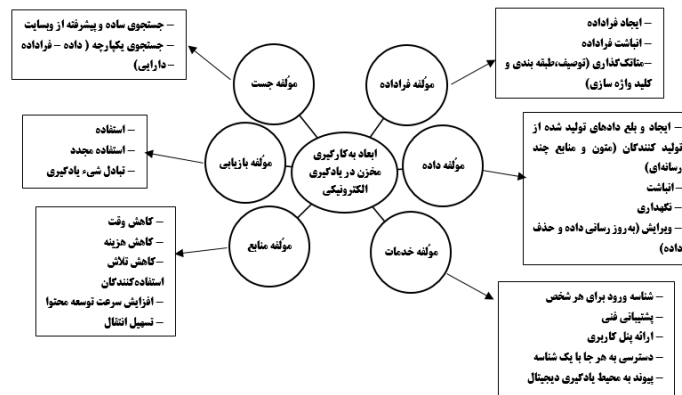 – ایجاد فراداده
– انباشت فراداده
–متاتگ‌گذاری (توصیف،طبقه بندی و
کلید واژه سازی)
مؤلفه فراداده
– جستجوی ساده و پیشرفته از وبسایت
– جستجوی یکپارچه ( داده – فراداده
– دارایی)
مؤلفه جست
– ایجاد و بلع دادهای تولید شده از
تولید کنندگان (متون و منابع چند
رسانه‌ای)
– انباشت
– نگهداری
– ویرایش (به‌روز رسانی داده و حذف
داده)
مؤلفه داده
ابعاد به‌کارگیری
مخزن در یادگیری
الکترونیکی
مؤلفه بازیابی
– استفاده
– استفاده مجدد
– تبادل شیء یادگیری
مؤلفه خدمات
– شناسه ورود برای هر شخص
– پشتیبانی فنی
– ارائه پنل کاربری
– دسترسی به هر جا با یک شناسه
– پیوند به محیط یادگیری دیجیتال
مؤلفه منابع
– کاهش وقت
– کاهش هزینه
–کاهش تلاش
استفاده‌کنندگان
– افزایش سرعت توسعه محتوا
– تسهیل انتقال